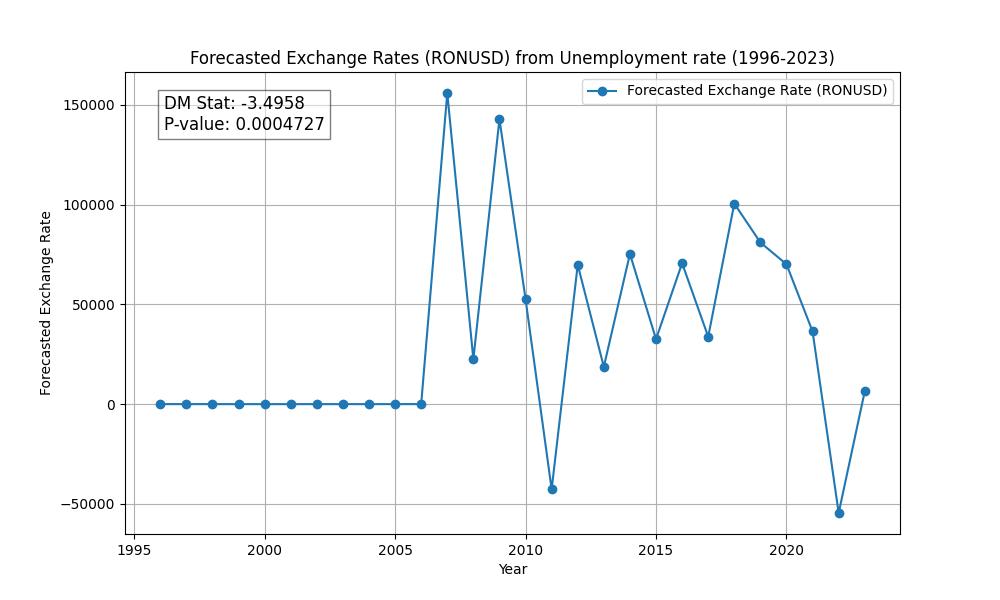 Forecasted Exchange Rates (RONUSD) from Unemployment rate (1996-2023)
DM Stat: -3.4958
P-value: 0.0004727
Forecasted Exchange Rate (RONUSD)
Forecasted Exchange Rate
150000
100000
50000
0
−50000
1995 2000 2005 2010 2015 2020
Year